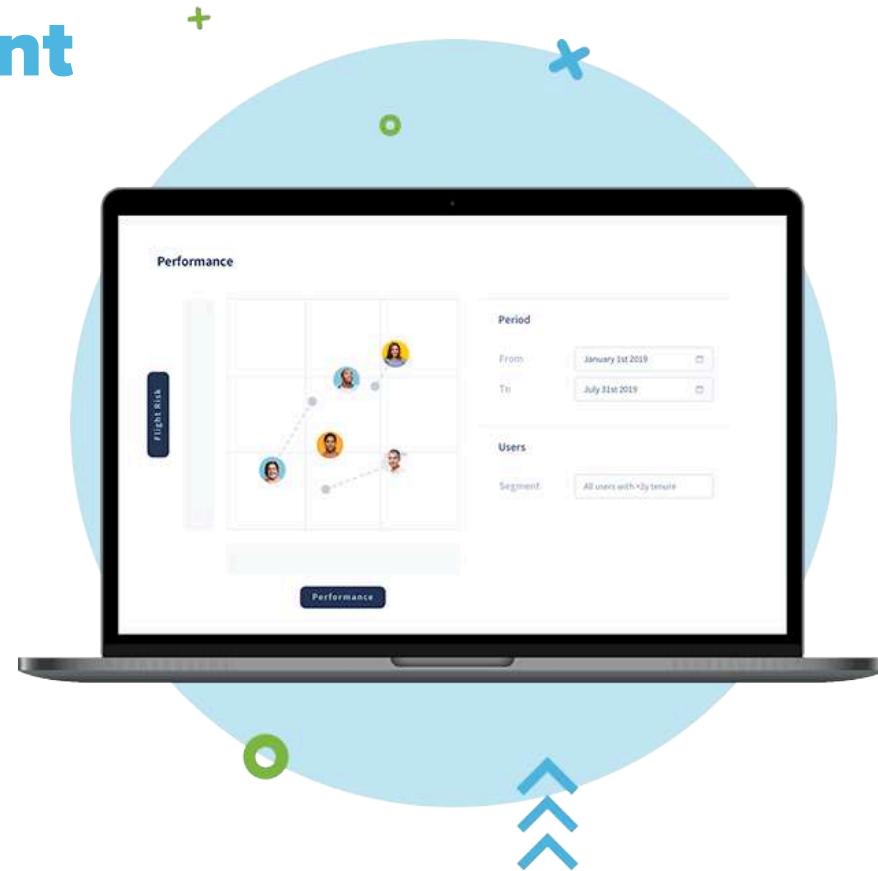 nt
Performance
Flight Risk
Performance
Period
From
January 1st 2019
To
July 31st 2019
Users
Segment
All users with <2y tenure